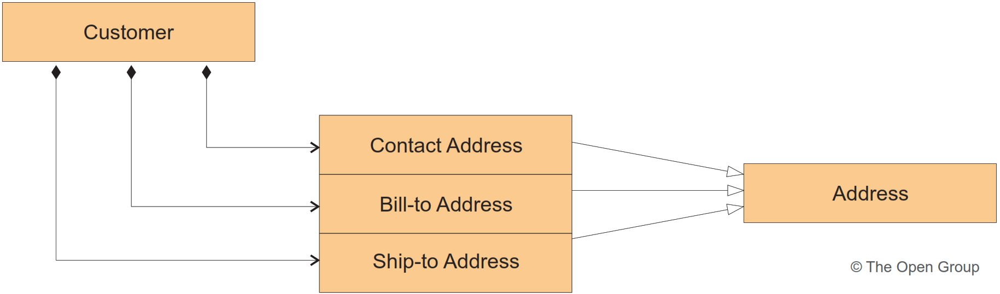 Customer
Contact Address
Bill-to Address
Address
Ship-to Address
© The Open Group